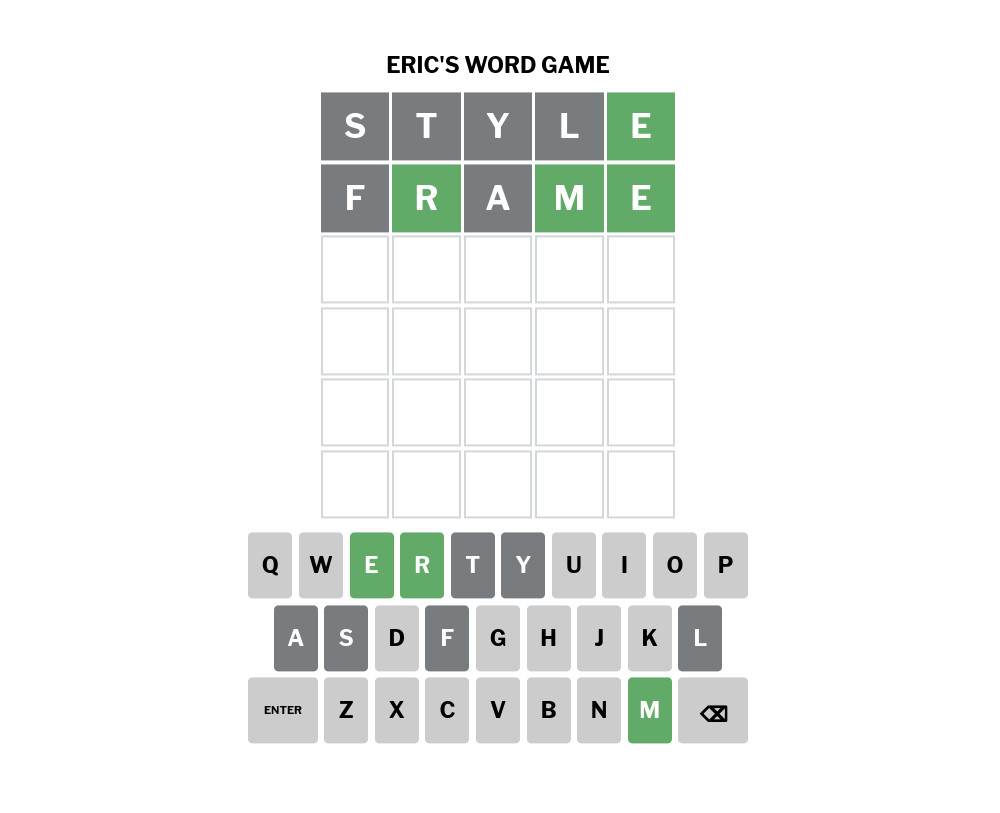 ERIC'S WORD GAME
S T Y L E
F R A M E
Q W E R T Y U I O P
A S D F G H J K L
ENTER Z X C V B N M ⌫